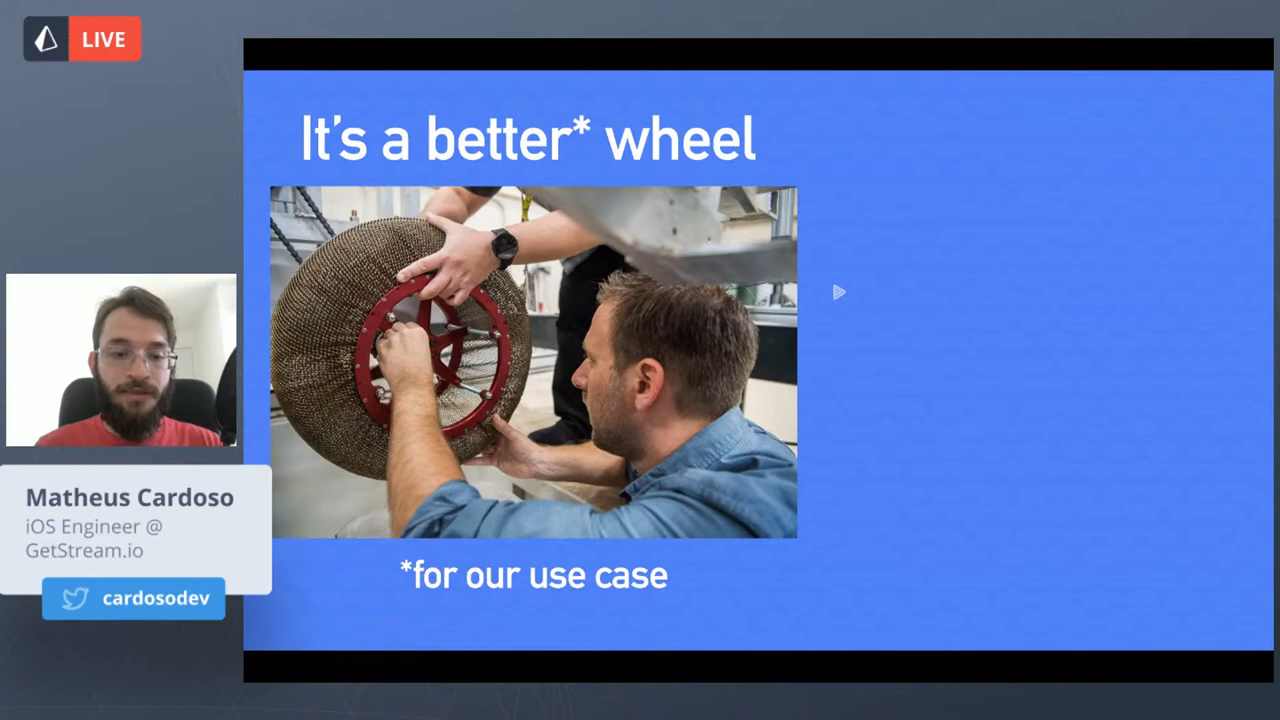 LIVE
It's a better* wheel
*for our use case
Matheus Cardoso
iOS Engineer @
GetStream.io
cardosodev